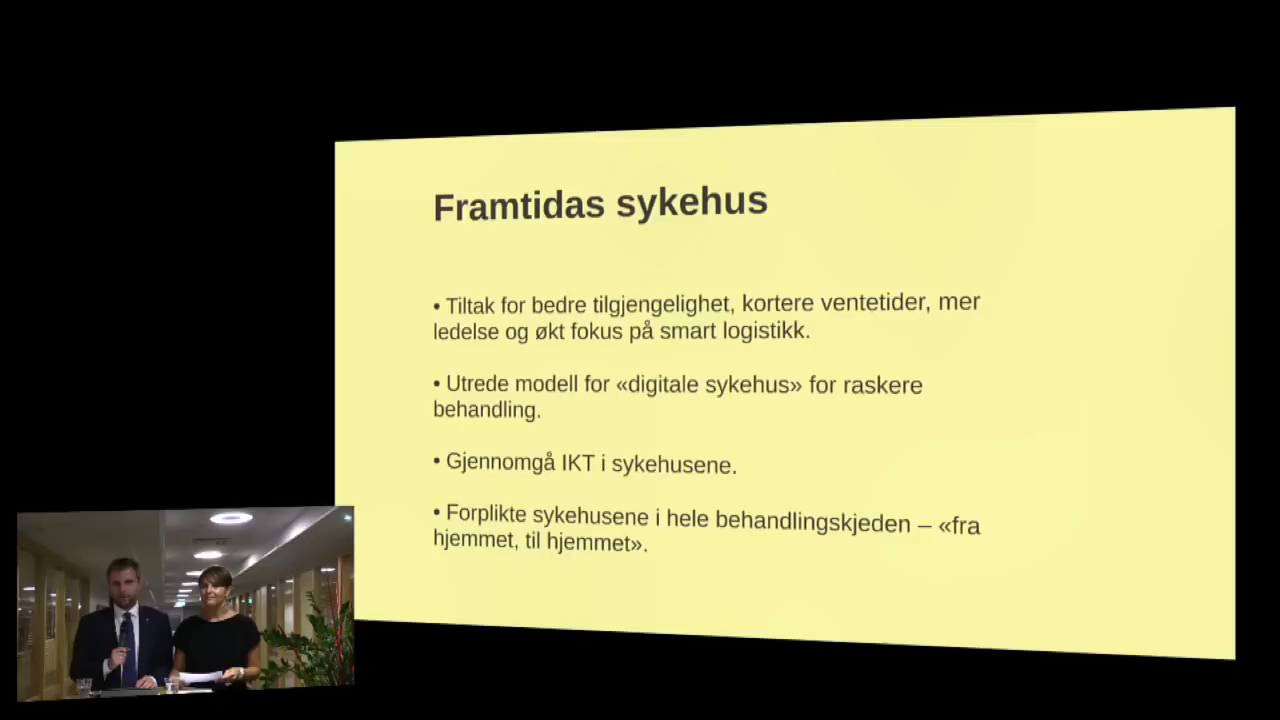 Framtidas sykehus
• Tiltak for bedre tilgjengelighet, kortere ventetider, mer
ledelse og økt fokus på smart logistikk.
• Utrede modell for «digitale sykehus» for raskere
behandling.
• Gjennomgå IKT i sykehusene.
• Forplikte sykehusene i hele behandlingskjeden – «fra
hjemmet, til hjemmet».